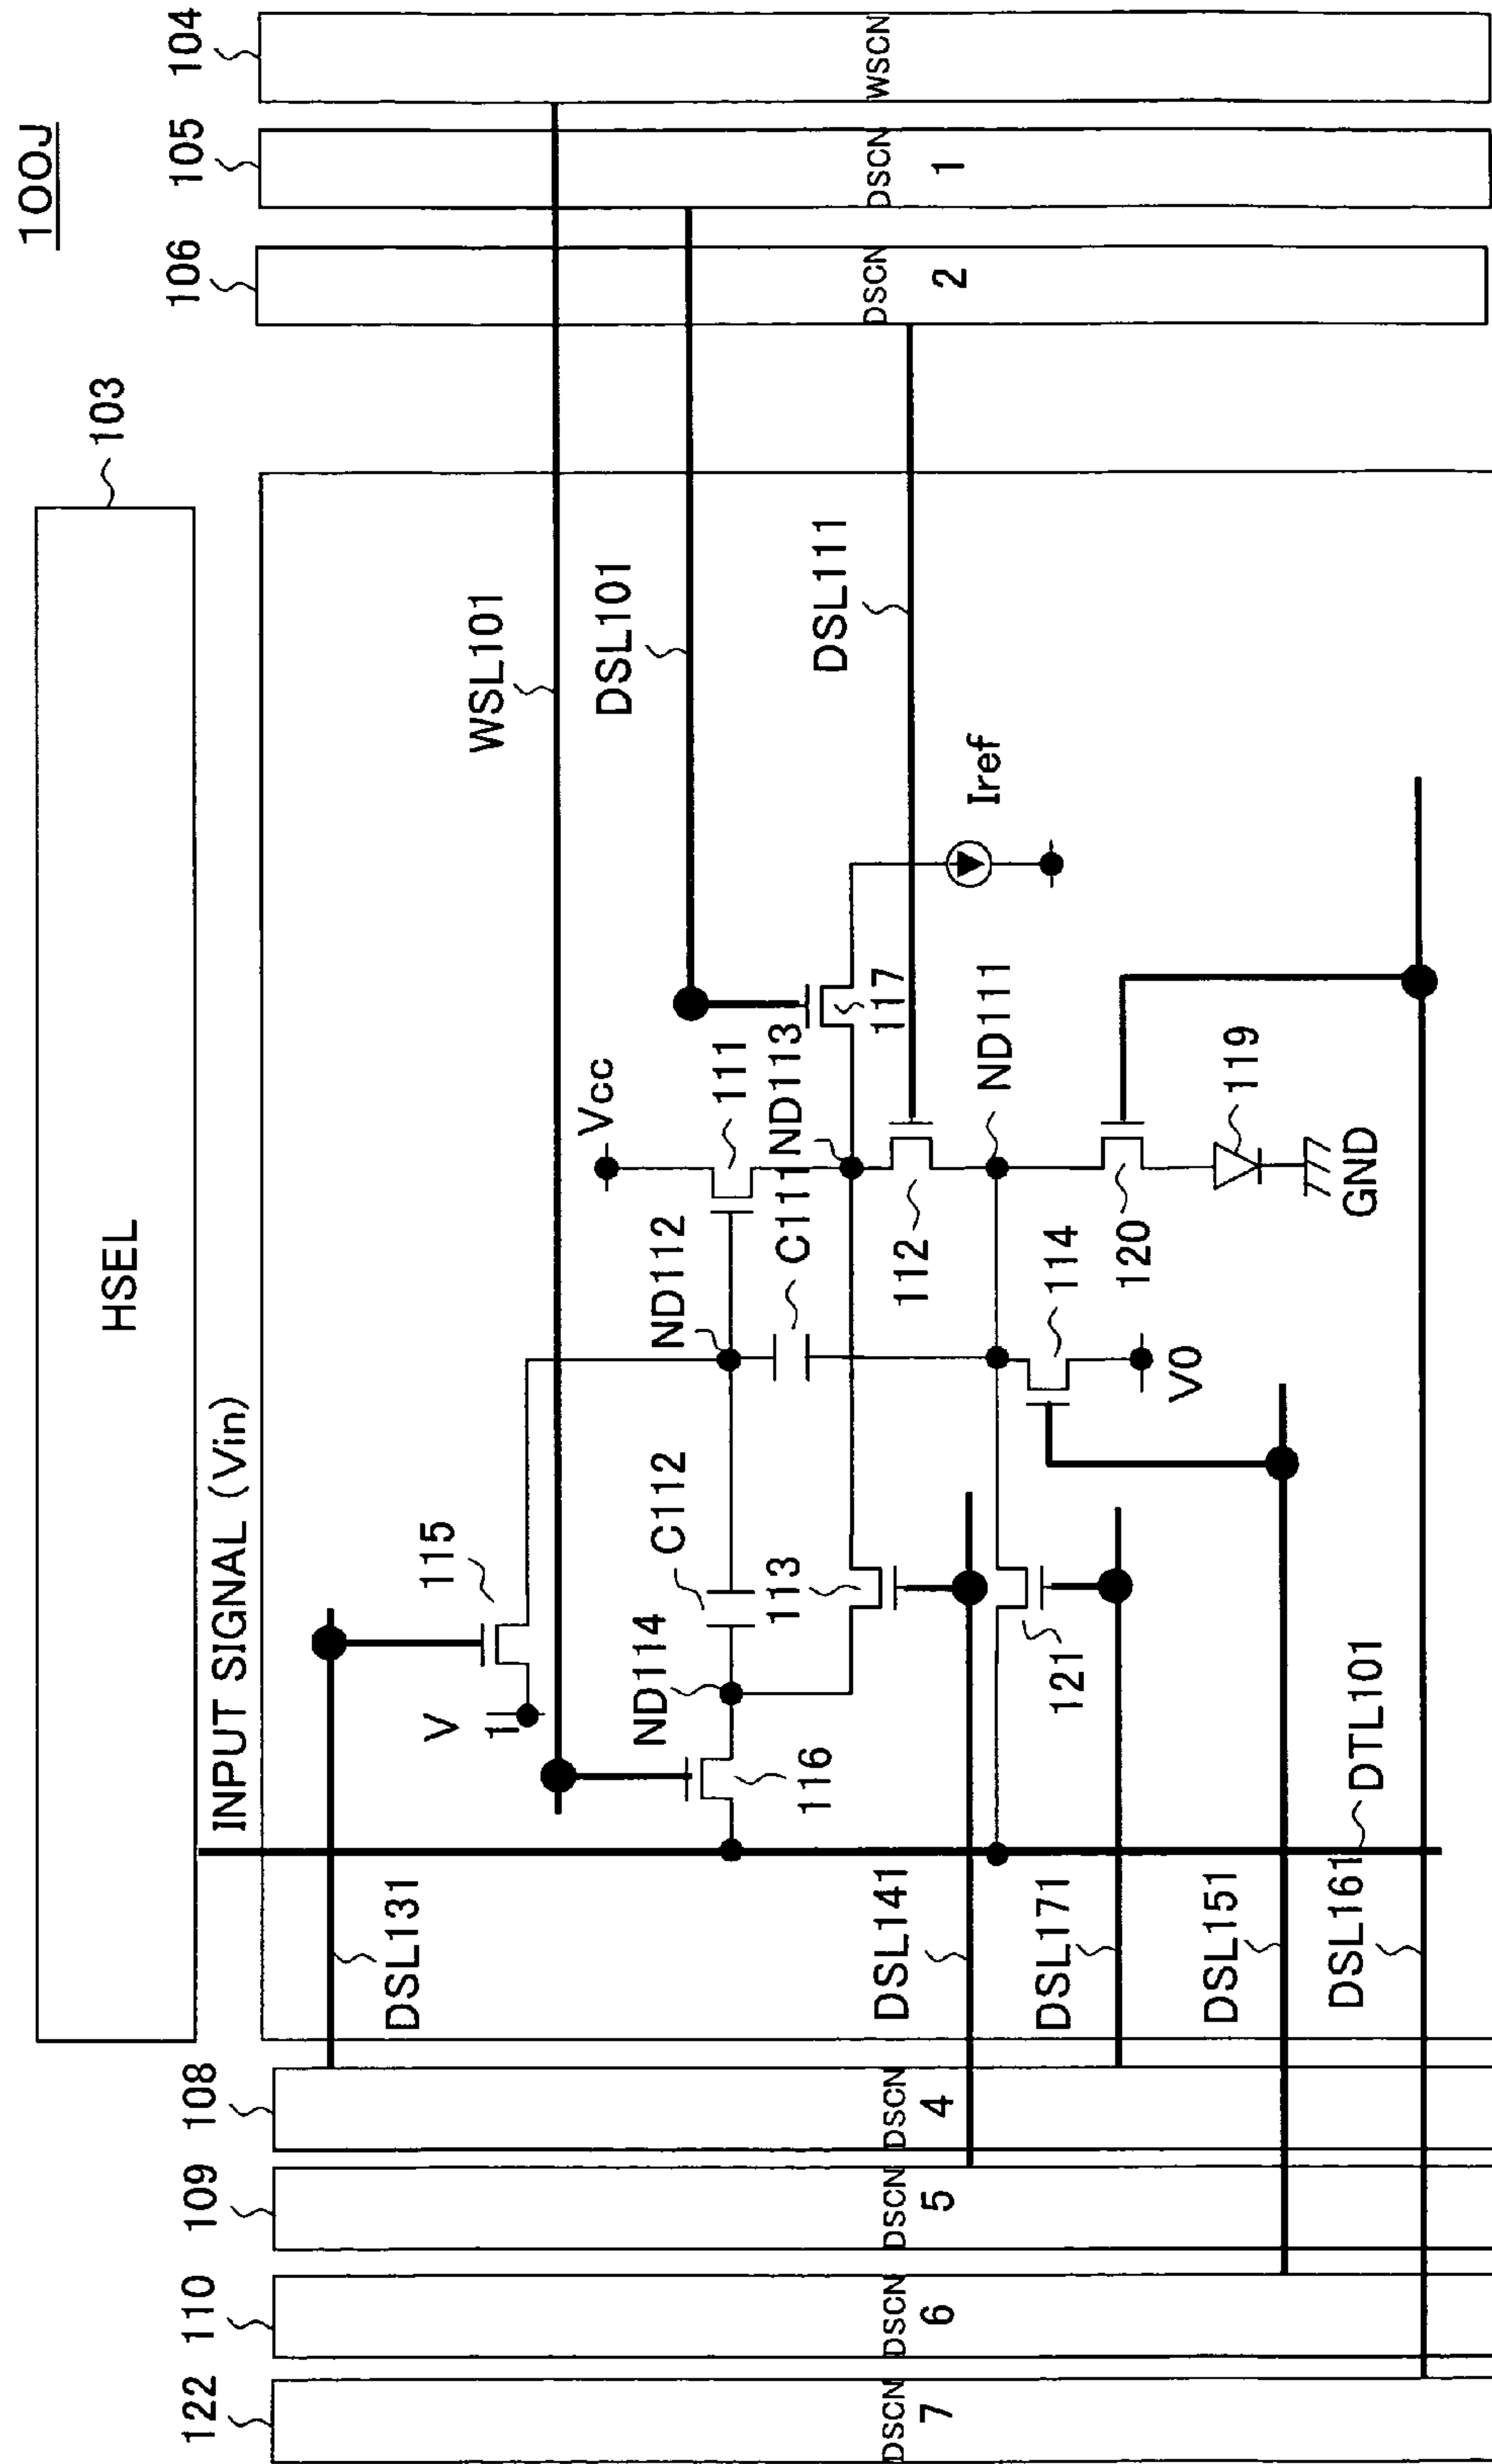 100J
103
HSEL
INPUT SIGNAL (Vin)
122
110
109
108
106
105
104
DSCN
7
DSCN
6
DSCN
5
DSCN
4
DSCN
2
DSCN
1
WSCN
DSL131
115
V
1
WSL101
DSL101
Vcc
116
ND114
C112
ND112
C111
111
ND113
117
DSL111
Iref
113
112
ND111
DSL141
DSL171
121
114
V0
120
119
GND
DSL151
DSL161
DTL101